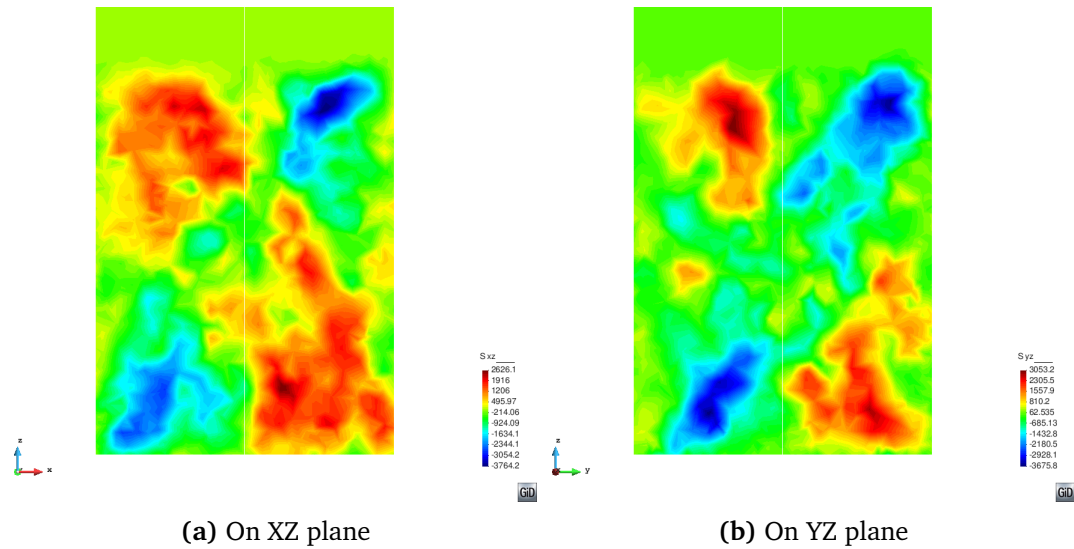 S xz
2626.1
1916
1206
495.97
-214.06
-924.09
-1634.1
-2344.1
-3054.2
-3764.2
z
x
GiD
S yz
3053.2
2305.5
1557.9
810.2
62.535
-685.13
-1432.8
-2180.5
-2928.1
-3675.8
z
y
GiD
(a) On XZ plane
(b) On YZ plane